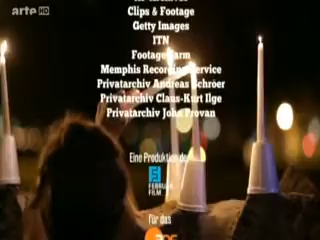 arte HD
Clips & Footage
Getty Images
ITN
Footage Farm
Memphis Recording Service
Privatarchiv Andreas Schroer
Privatarchiv Claus-Kurt Ilge
Privatarchiv John Provan
Eine Produktion der
FEBRUAR FILM
für das
ZDF